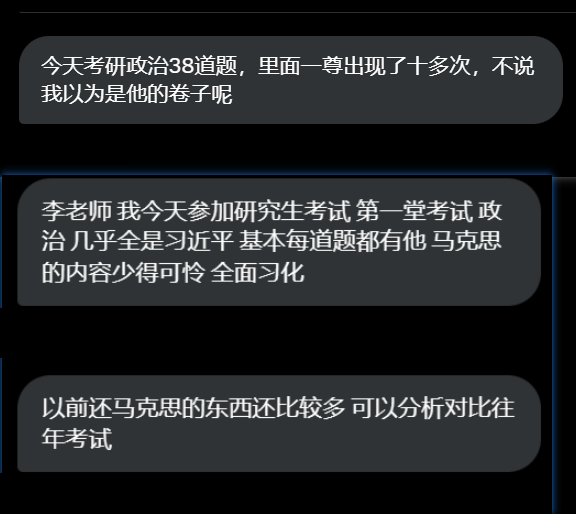 今天考研政治38道题，里面一尊出现了十多次，不说
我以为是他的卷子呢
李老师 我今天参加研究生考试 第一堂考试 政
治 几乎全是习近平 基本每道题都有他 马克思
的内容少得可怜 全面习化
以前还马克思的东西还比较多 可以分析对比往
年考试